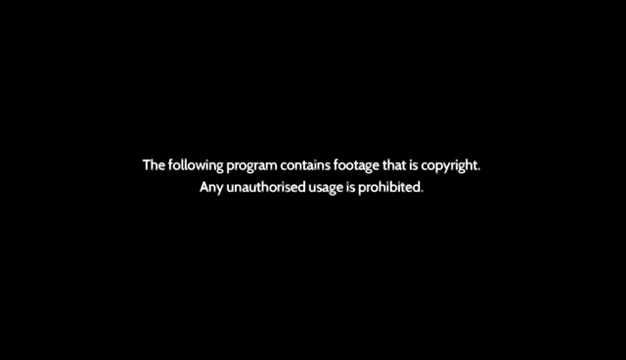 The following program contains footage that is copyright.
Any unauthorised usage is prohibited.